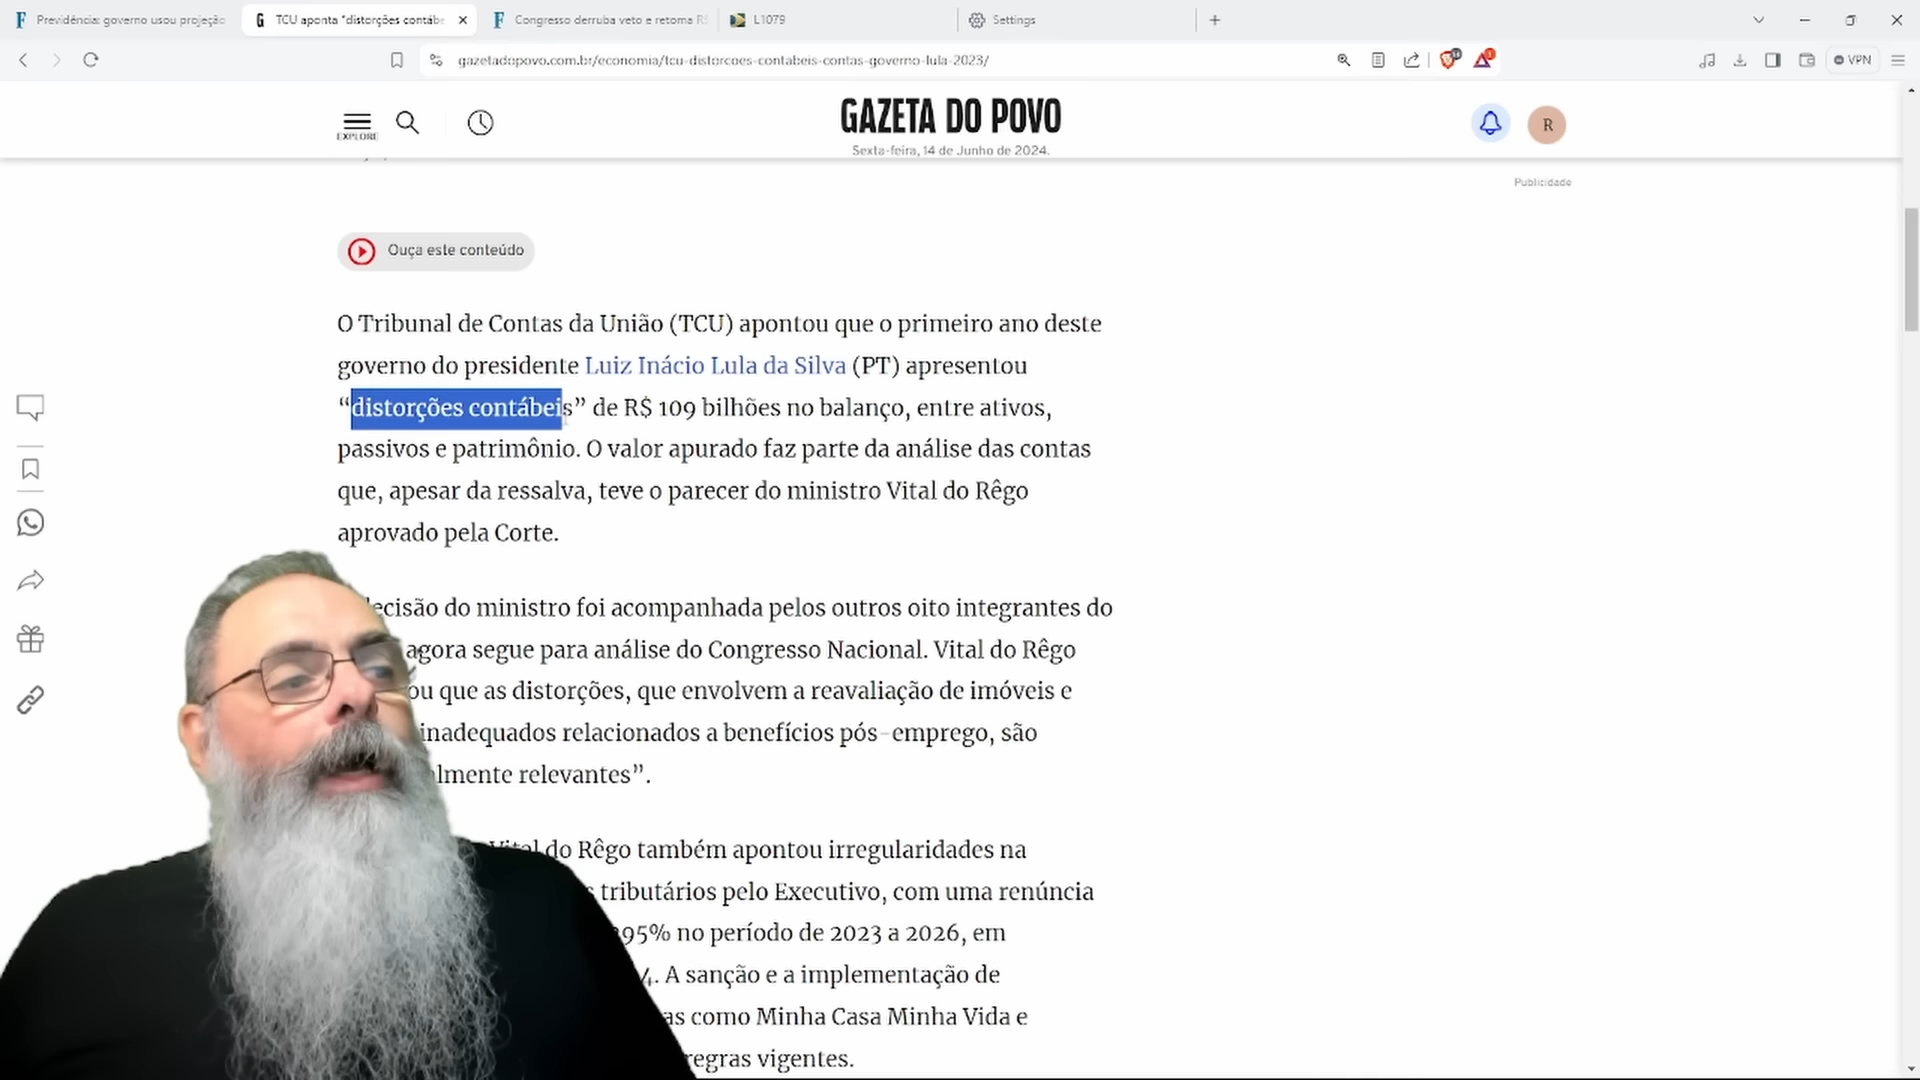 Previdência: governo usou projeção
TCU aponta "distorções contábe
Congresso derruba veto e retoma R$
L1079
Settings
gazetadopovo.com.br/economia/tcu-distorcoes-contabeis-contas-governo-lula-2023/
VPN
EXPLORE
GAZETA DO POVO
Sexta-feira, 14 de Junho de 2024.
R
Publicidade
Ouça este conteúdo
O Tribunal de Contas da União (TCU) apontou que o primeiro ano deste
governo do presidente Luiz Inácio Lula da Silva (PT) apresentou
“distorções contábeis” de R$ 109 bilhões no balanço, entre ativos,
passivos e patrimônio. O valor apurado faz parte da análise das contas
que, apesar da ressalva, teve o parecer do ministro Vital do Rêgo
aprovado pela Corte.
ecisão do ministro foi acompanhada pelos outros oito integrantes do
agora segue para análise do Congresso Nacional. Vital do Rêgo
ou que as distorções, que envolvem a reavaliação de imóveis e
inadequados relacionados a benefícios pós-emprego, são
lmente relevantes”.
Vital do Rêgo também apontou irregularidades na
s tributários pelo Executivo, com uma renúncia
95% no período de 2023 a 2026, em
4. A sanção e a implementação de
as como Minha Casa Minha Vida e
regras vigentes.